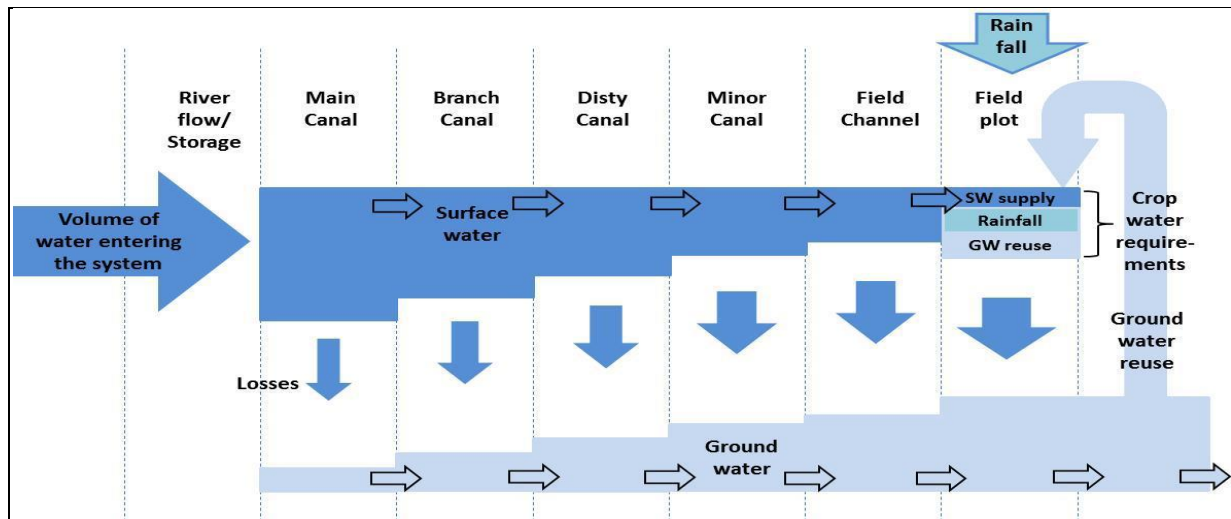 Rain
fall
River
flow/
Storage
Main
Canal
Branch
Canal
Disty
Canal
Minor
Canal
Field
Channel
Field
plot
Volume of
water entering
the system
Surface
water
SW supply
Rainfall
GW reuse
Crop
water
require-
ments
Losses
Ground
water
reuse
Ground
water